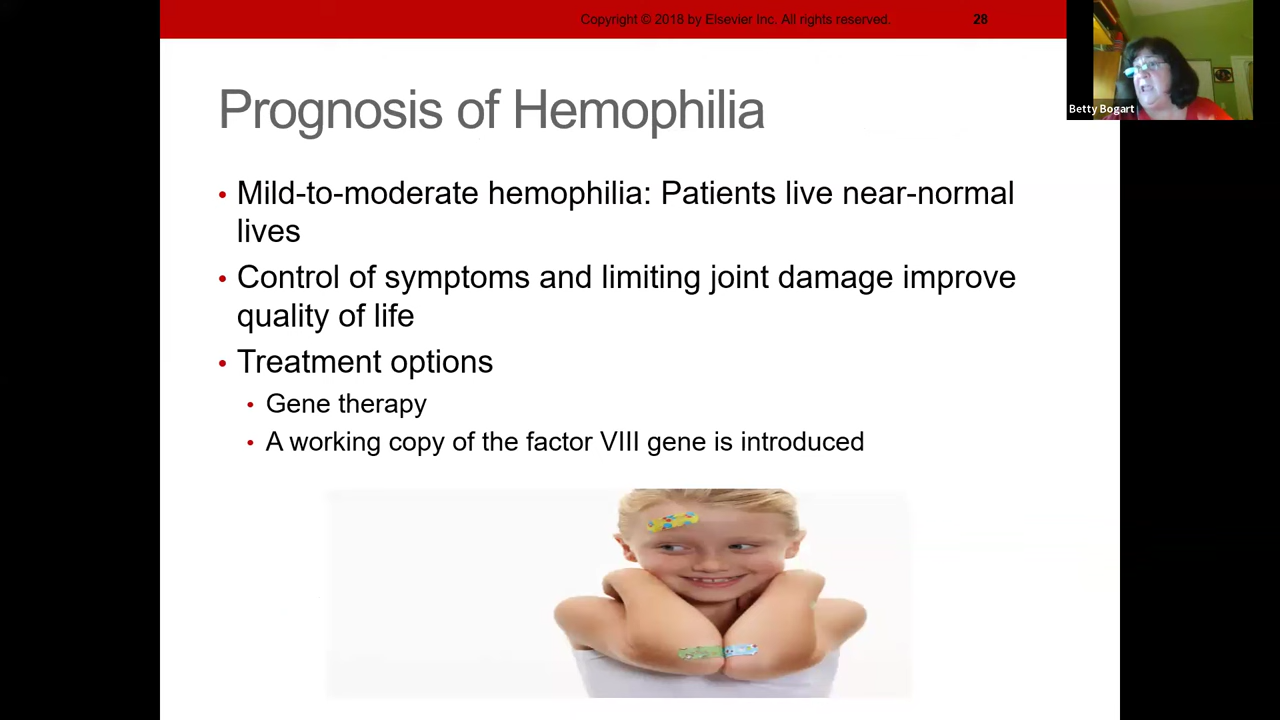 Copyright © 2018 by Elsevier Inc. All rights reserved. 28
Betty Bogart
Prognosis of Hemophilia
• Mild-to-moderate hemophilia: Patients live near-normal
lives
• Control of symptoms and limiting joint damage improve
quality of life
• Treatment options
• Gene therapy
• A working copy of the factor VIII gene is introduced